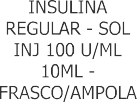 INSULINA
REGULAR - SOL
INJ 100 U/ML
10ML -
FRASCO/AMPOLA